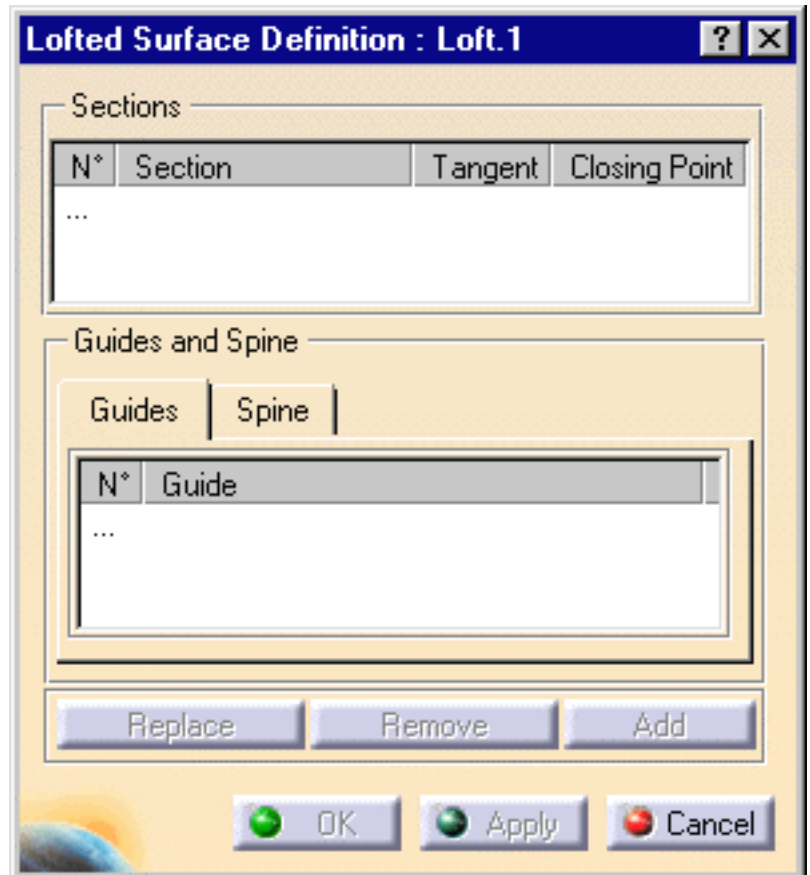 Lofted Surface Definition : Loft.1 ? X
Sections
N° Section Tangent Closing Point
...
Guides and Spine
Guides Spine
N° Guide
...
Replace Remove Add
OK Apply Cancel